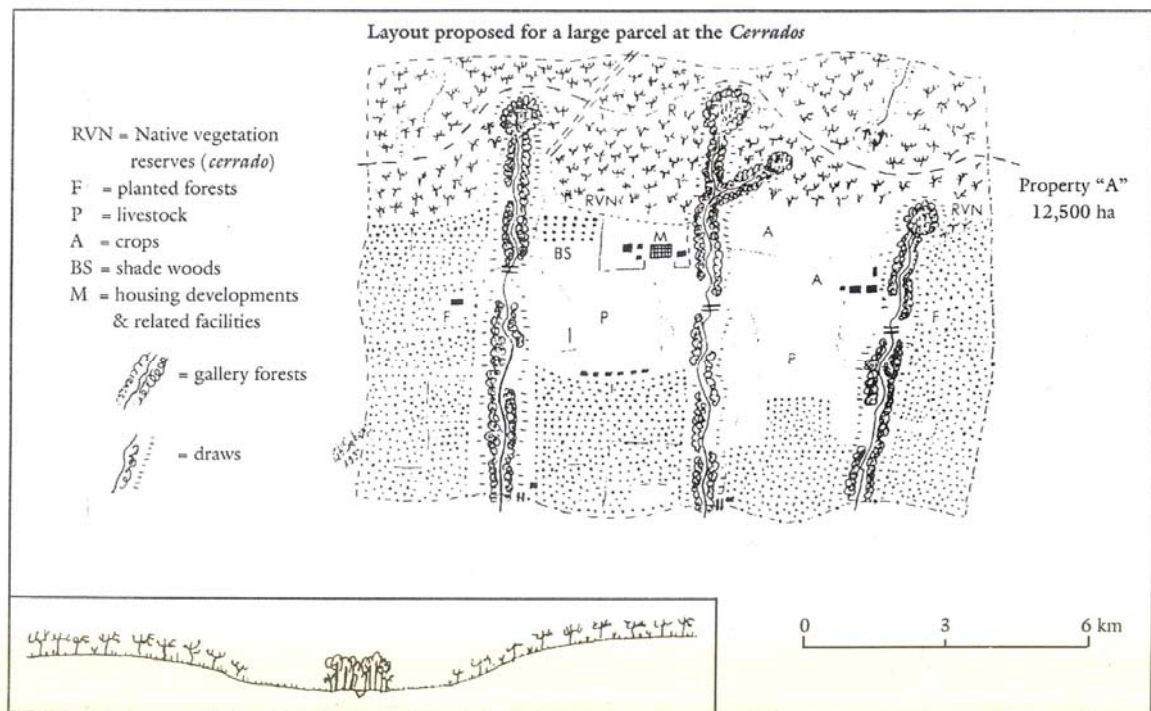 Layout proposed for a large parcel at the Cerrados
RVN = Native vegetation
reserves (cerrado)
F = planted forests
P = livestock
A = crops
BS = shade woods
M = housing developments
& related facilities
= gallery forests
= draws
Property "A"
12,500 ha
R
RVN
RVN
M
A
BS
A
F
P
F
P
0 3 6 km